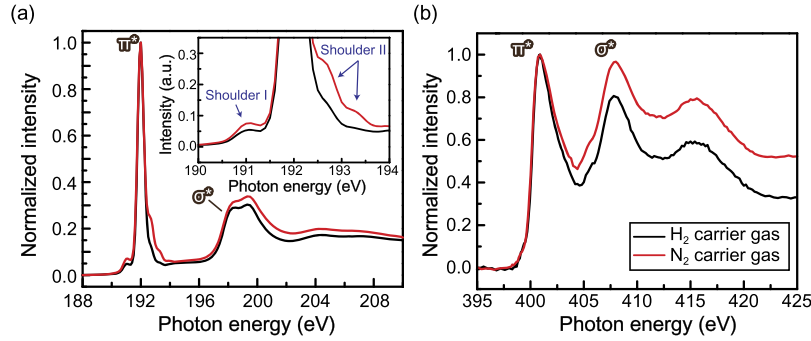 (a)
π*
1.0
0.8
0.6
0.4
0.2
0.0
Normalized intensity
188
192
196
200
204
208
Photon energy (eV)
σ*
0.3
0.2
0.1
0.0
Intensity (a.u.)
Shoulder I
Shoulder II
190
191
192
193
194
Photon energy (eV)
(b)
π*
σ*
1.0
0.8
0.6
0.4
0.2
0.0
Normalized intensity
H₂ carrier gas
N₂ carrier gas
395
400
405
410
415
420
425
Photon energy (eV)